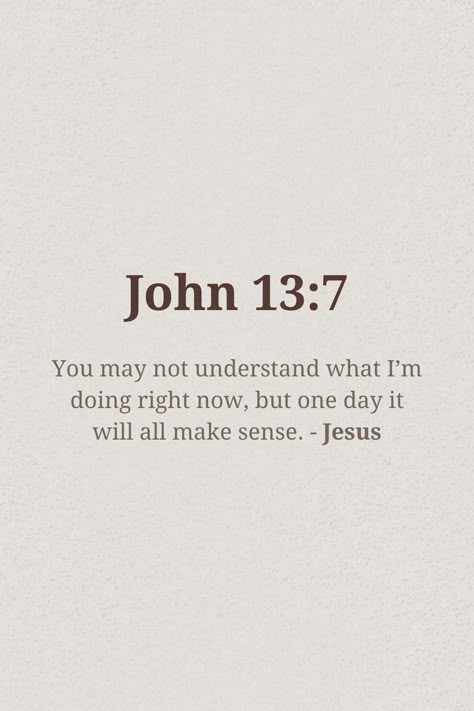 John 13:7
You may not understand what I’m
doing right now, but one day it
will all make sense. - Jesus